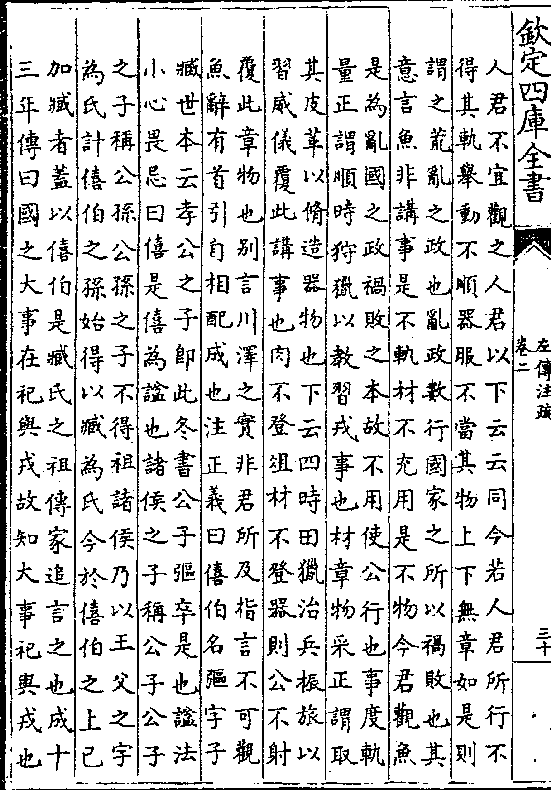 欽定四庫全書
左傳注疏
卷二
三十
人君不宜觀之人君以下云云同今若人君所行不
得其軌舉動不順器服不當其物上下無章如是則
謂之荒亂之政也亂政數行國家之所以禍敗也其
意言魚非講事是不軌材不充用是不物今君觀魚
是為亂國之政禍敗之本故不用使公行也事度軌
量正謂順時狩獵以教習戎事也材章物采正謂取
其皮革以脩造器物也下云四時田獵治兵振旅以
習威儀覆此講事也肉不登俎材不登器則公不射
覆此章物也別言川澤之實非君所及指言不可觀
魚辭有首引自相配成也注正義曰僖伯名彄字子
臧世本云孝公之子即此冬書公子彄卒是也諡法
小心畏忌曰僖是僖為諡也諸侯之子稱公子公子
之子稱公孫公孫之子不得祖諸侯乃以王父之字
為氏計僖伯之孫始得以臧為氏今於僖伯之上已
加臧者蓋以僖伯是臧氏之祖傳家追言之也成十
三年傳曰國之大事在祀與戎故知大事祀與戎也